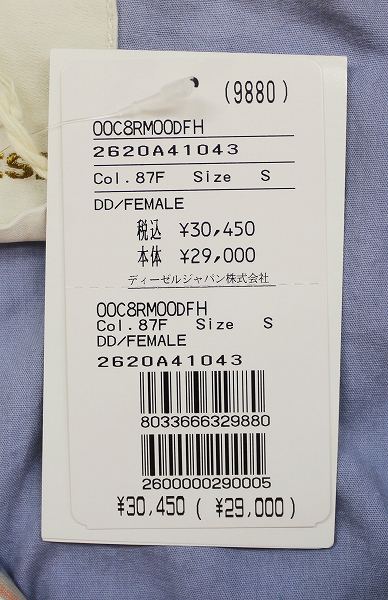 (9880)
00C8RM00DFH
2620A41043
Col.87F Size S
DD/FEMALE
税込 ¥30,450
本体 ¥29,000
ディーゼルジャパン株式会社
00C8RM00DFH
Col.87F Size S
DD/FEMALE
2620A41043
8033666329880
2600000290005
¥30,450 ( ¥29,000)